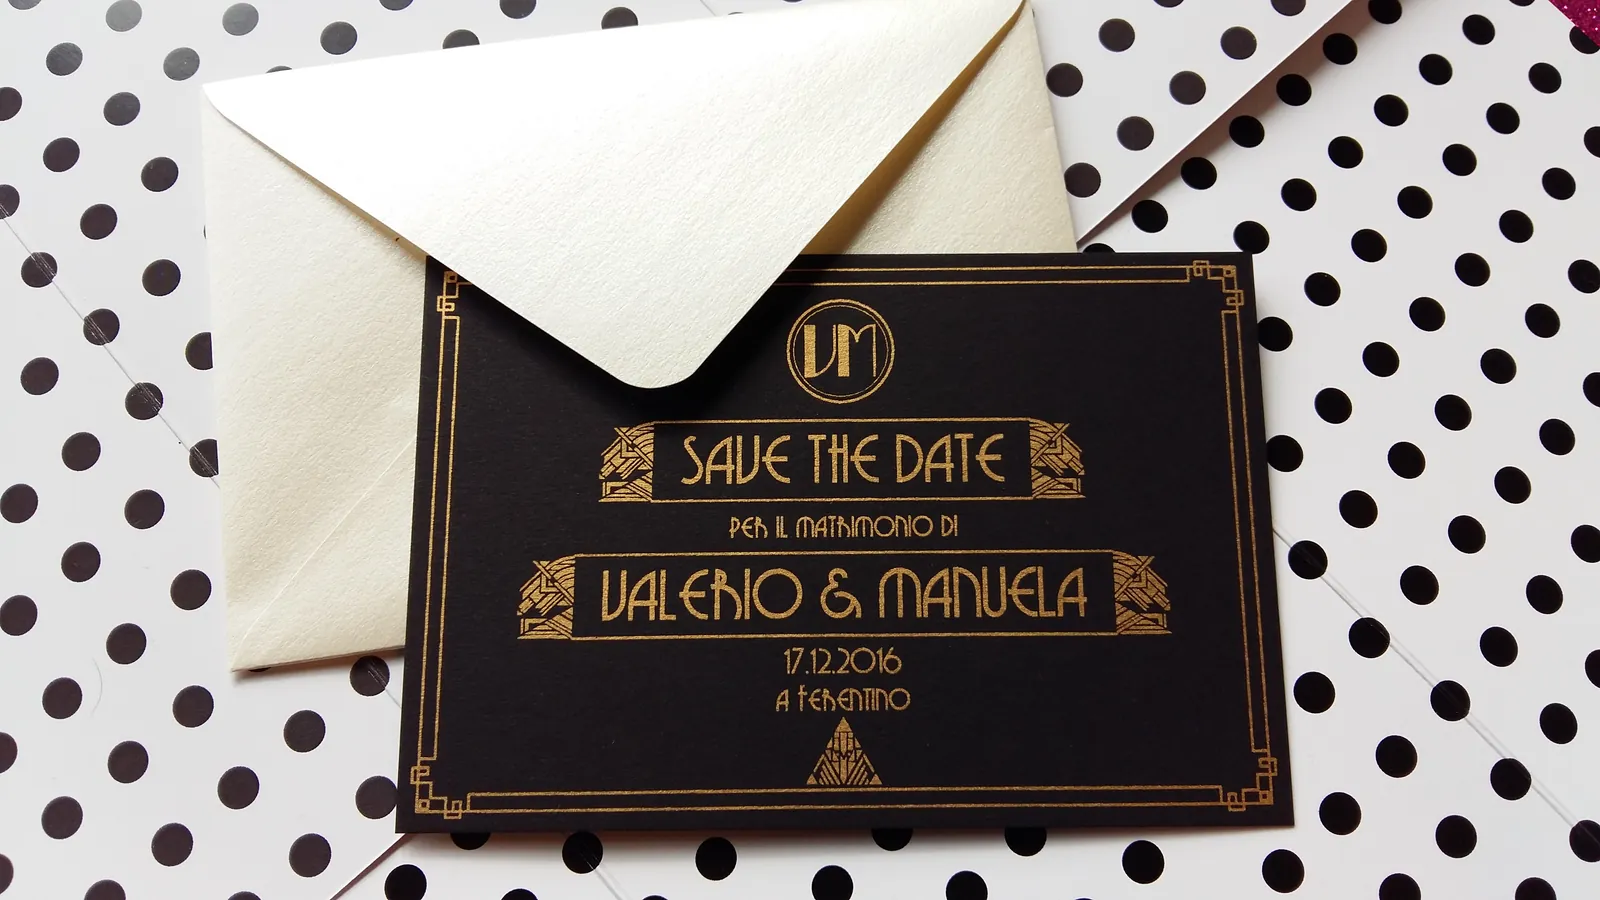 VM
SAVE THE DATE
PER IL MATRIMONIO DI
VALERIO & MANUELA
17.12.2016
A FERENTINO